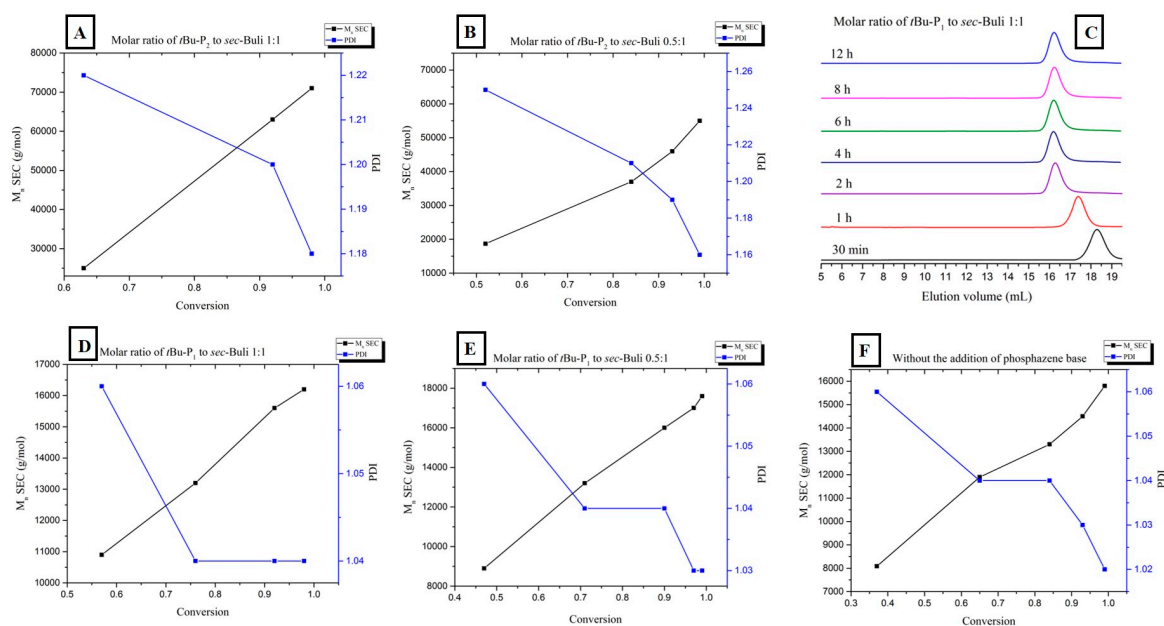 A
Molar ratio of tBu-P2 to sec-Buli 1:1
Mn SEC
PDI
80000
70000
60000
50000
40000
30000
Mn SEC (g/mol)
1.22
1.21
1.20
1.19
1.18
PDI
0.6 0.7 0.8 0.9 1.0
Conversion
B
Molar ratio of tBu-P2 to sec-Buli 0.5:1
Mn SEC
PDI
70000
60000
50000
40000
30000
20000
10000
Mn SEC (g/mol)
1.26
1.24
1.22
1.20
1.18
1.16
PDI
0.5 0.6 0.7 0.8 0.9 1.0
Conversion
Molar ratio of tBu-P1 to sec-Buli 1:1
C
12 h
8 h
6 h
4 h
2 h
1 h
30 min
5 6 7 8 9 10 11 12 13 14 15 16 17 18 19
Elution volume (mL)
D
Molar ratio of tBu-P1 to sec-Buli 1:1
Mn SEC
PDI
17000
16000
15000
14000
13000
12000
11000
10000
Mn SEC (g/mol)
1.06
1.05
1.04
PDI
0.5 0.6 0.7 0.8 0.9 1.0
Conversion
E
Molar ratio of tBu-P1 to sec-Buli 0.5:1
Mn SEC
PDI
18000
16000
14000
12000
10000
8000
Mn SEC (g/mol)
1.06
1.05
1.04
1.03
PDI
0.4 0.5 0.6 0.7 0.8 0.9 1.0
Conversion
F
Without the addition of phosphazene base
Mn SEC
PDI
16000
15000
14000
13000
12000
11000
10000
9000
8000
7000
Mn SEC (g/mol)
1.06
1.05
1.04
1.03
1.02
PDI
0.3 0.4 0.5 0.6 0.7 0.8 0.9 1.0
Conversion